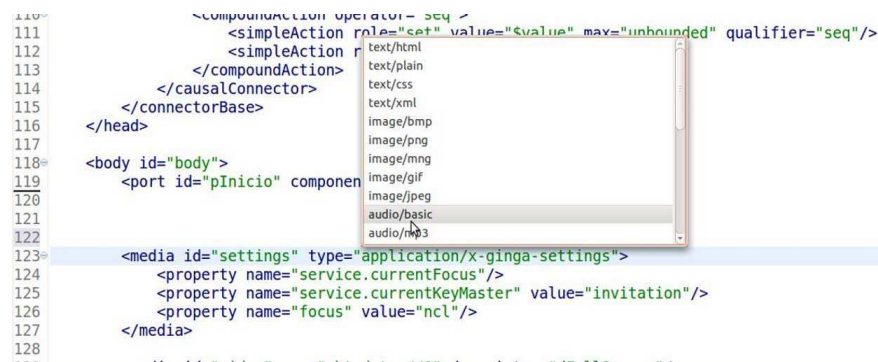 110 <compoundAction operator="seq">
111 <simpleAction role="set" value="$value" max="unbounded" qualifier="seq"/>
112 <simpleAction r
113 </compoundAction>
114 </causalConnector>
115 </connectorBase>
116 </head>
117
118 <body id="body">
119 <port id="pInicio" componen
120
121
122
123 <media id="settings" type="application/x-ginga-settings">
124 <property name="service.currentFocus"/>
125 <property name="service.currentKeyMaster" value="invitation"/>
126 <property name="focus" value="ncl"/>
127 </media>
128
text/html
text/plain
text/css
text/xml
image/bmp
image/png
image/mng
image/gif
image/jpeg
audio/basic
audio/mp3